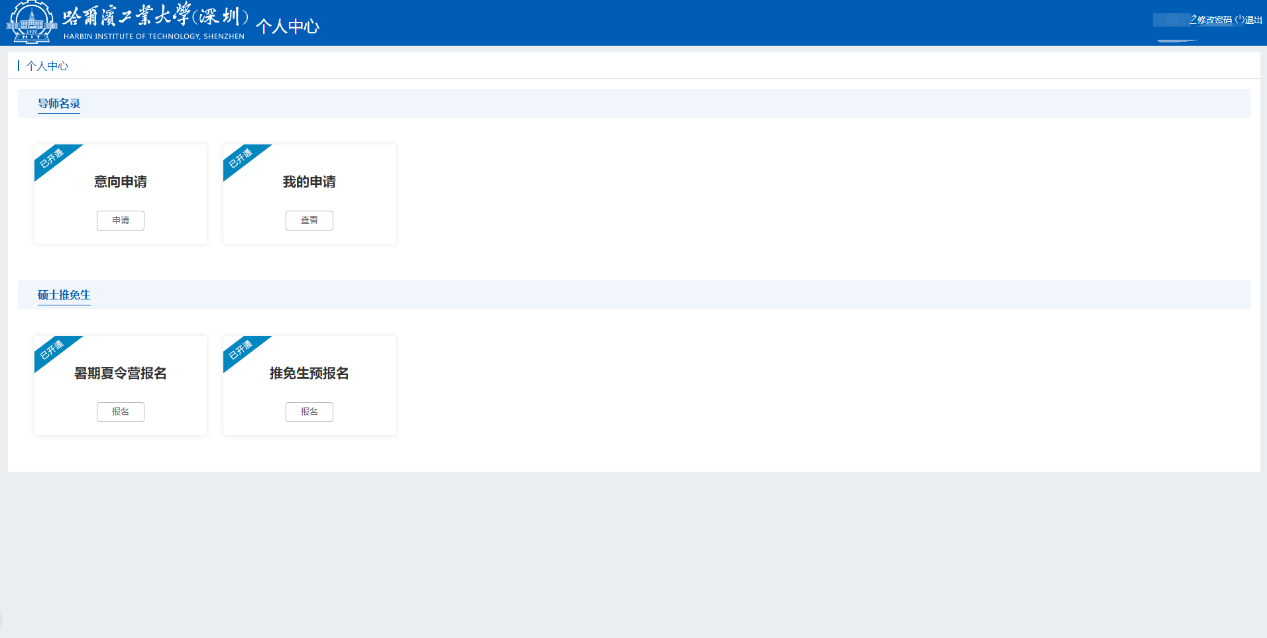 哈爾濱工業大學(深圳)
HARBIN INSTITUTE OF TECHNOLOGY, SHENZHEN
个人中心
修改密码 退出
个人中心
导师名录
已开通 已开通
意向申请 我的申请
申请 查看
硕士推免生
已开通 已开通
暑期夏令营报名 推免生预报名
报名 报名